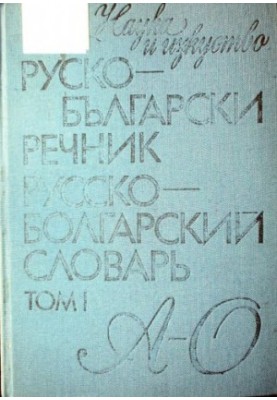 Наука
и изкуство
РУСКО—
БЪЛГАРСКИ
РЕЧНИК
РУССКО—
БОЛГАРСКИЙ
СЛОВАРЬ
ТОМ I
А-О